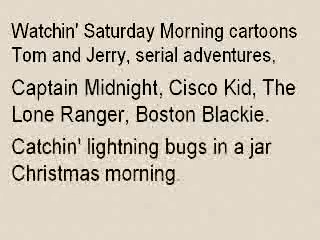 Watchin' Saturday Morning cartoons
Tom and Jerry, serial adventures,
Captain Midnight, Cisco Kid, The
Lone Ranger, Boston Blackie.
Catchin' lightning bugs in a jar
Christmas morning.